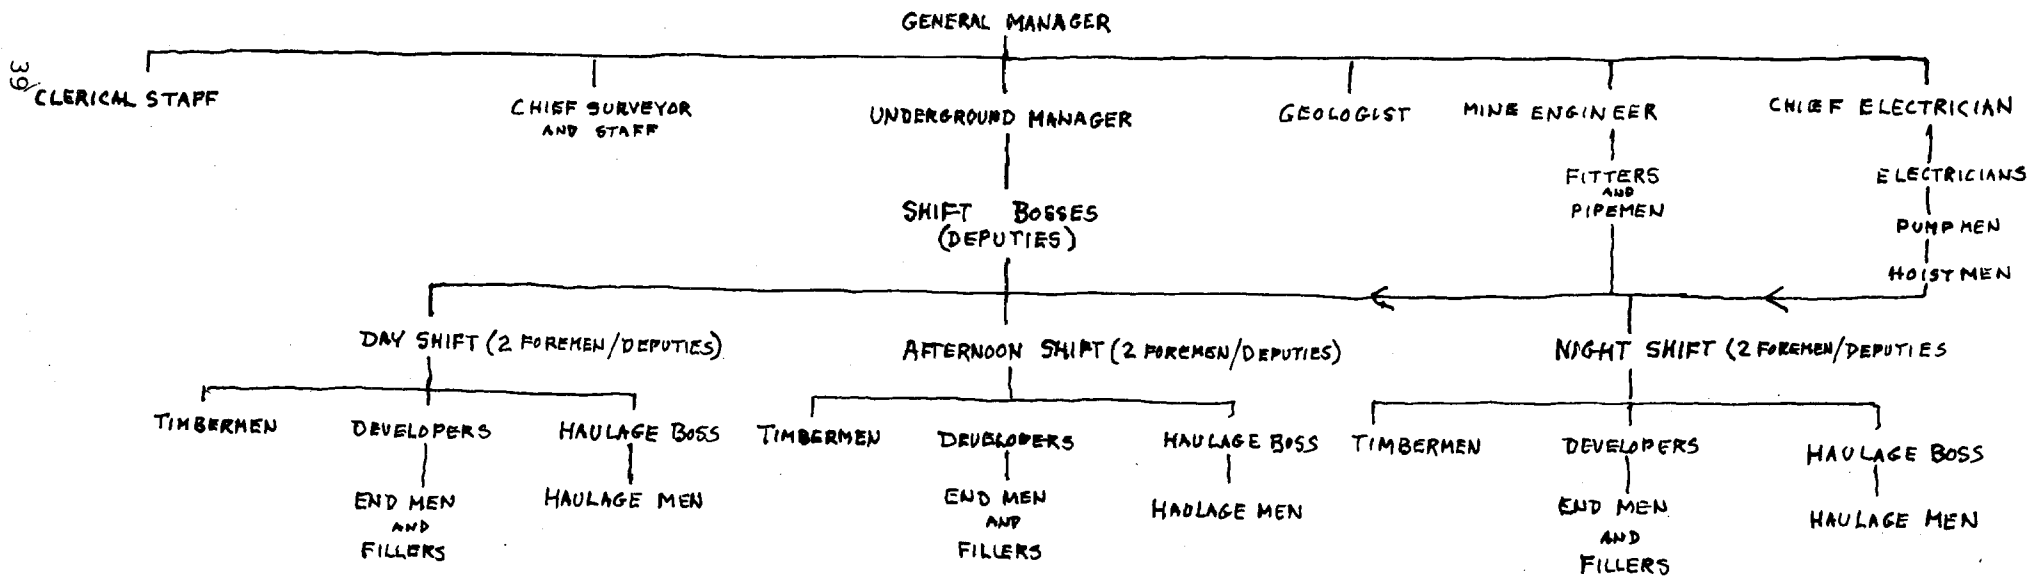 GENERAL MANAGER
39
CLERICAL STAFF
CHIEF SURVEYOR
AND STAFF
UNDERGROUND MANAGER
GEOLOGIST
MINE ENGINEER
CHIEF ELECTRICIAN
FITTERS
AND
PIPEMEN
ELECTRICIANS
PUMP MEN
HOISTMEN
SHIFT BOSSES
(DEPUTIES)
DAY SHIFT (2 FOREMEN/DEPUTIES)
AFTERNOON SHIFT (2 FOREMEN/DEPUTIES)
NIGHT SHIFT (2 FOREMEN/DEPUTIES
TIMBERMEN
DEVELOPERS
HAULAGE BOSS
TIMBERMEN
DEVELOPERS
HAULAGE BOSS
TIMBERMEN
DEVELOPERS
HAULAGE BOSS
END MEN
AND
FILLERS
HAULAGE MEN
END MEN
AND
FILLERS
HAULAGE MEN
END MEN
AND
FILLERS
HAULAGE MEN